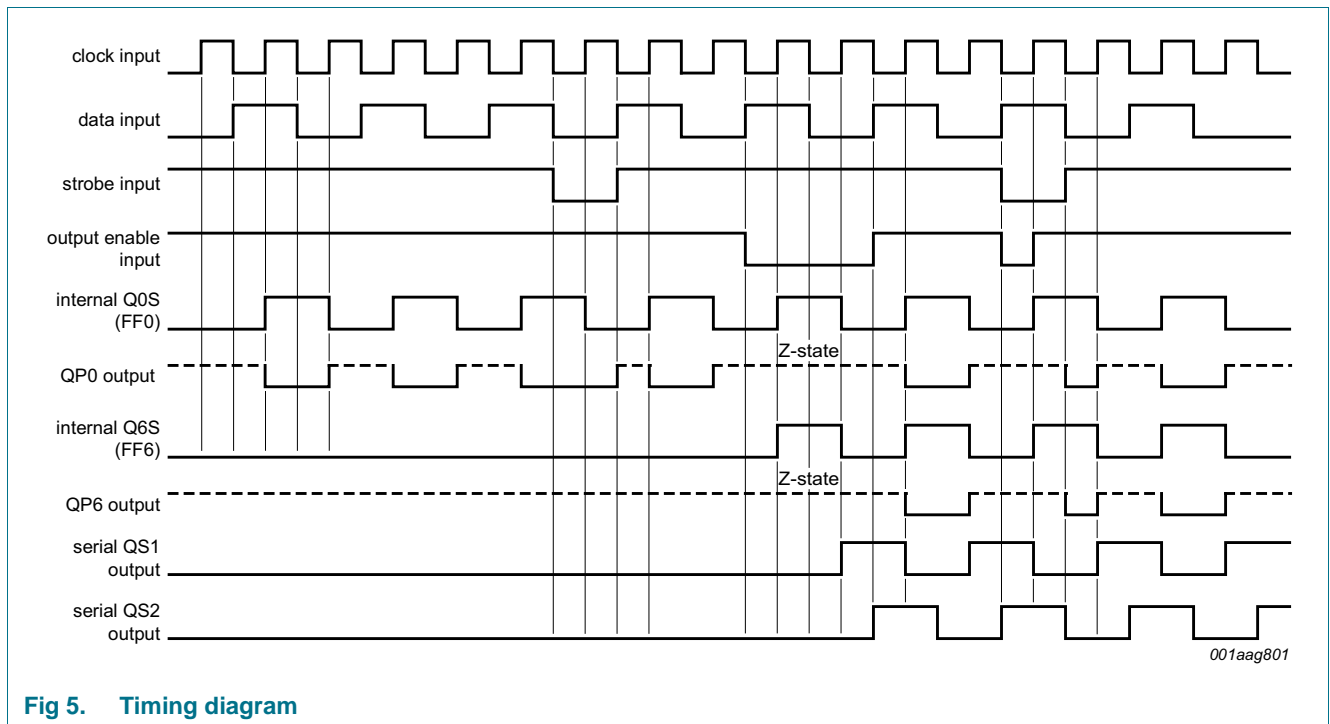 clock input
data input
strobe input
output enable
input
internal Q0S
(FF0)
Z-state
QP0 output
internal Q6S
(FF6)
Z-state
QP6 output
serial QS1
output
serial QS2
output
001aag801
Fig 5. Timing diagram